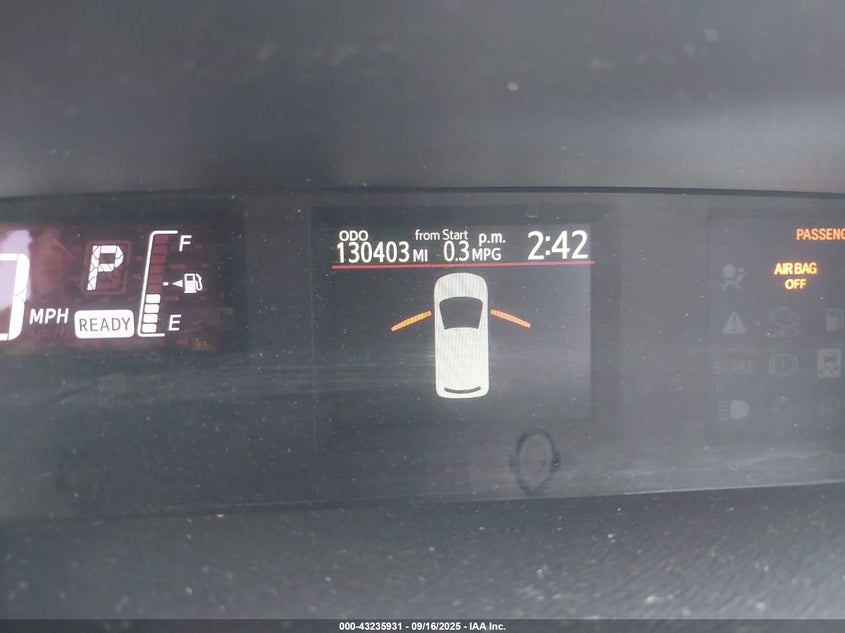 ODO from Start p.m. 2:42
130403 MI 0.3 MPG
P
F
MPH READY E
AIR BAG
OFF
BRAKE
000-43235931 - 09/16/2025 - IAA Inc.